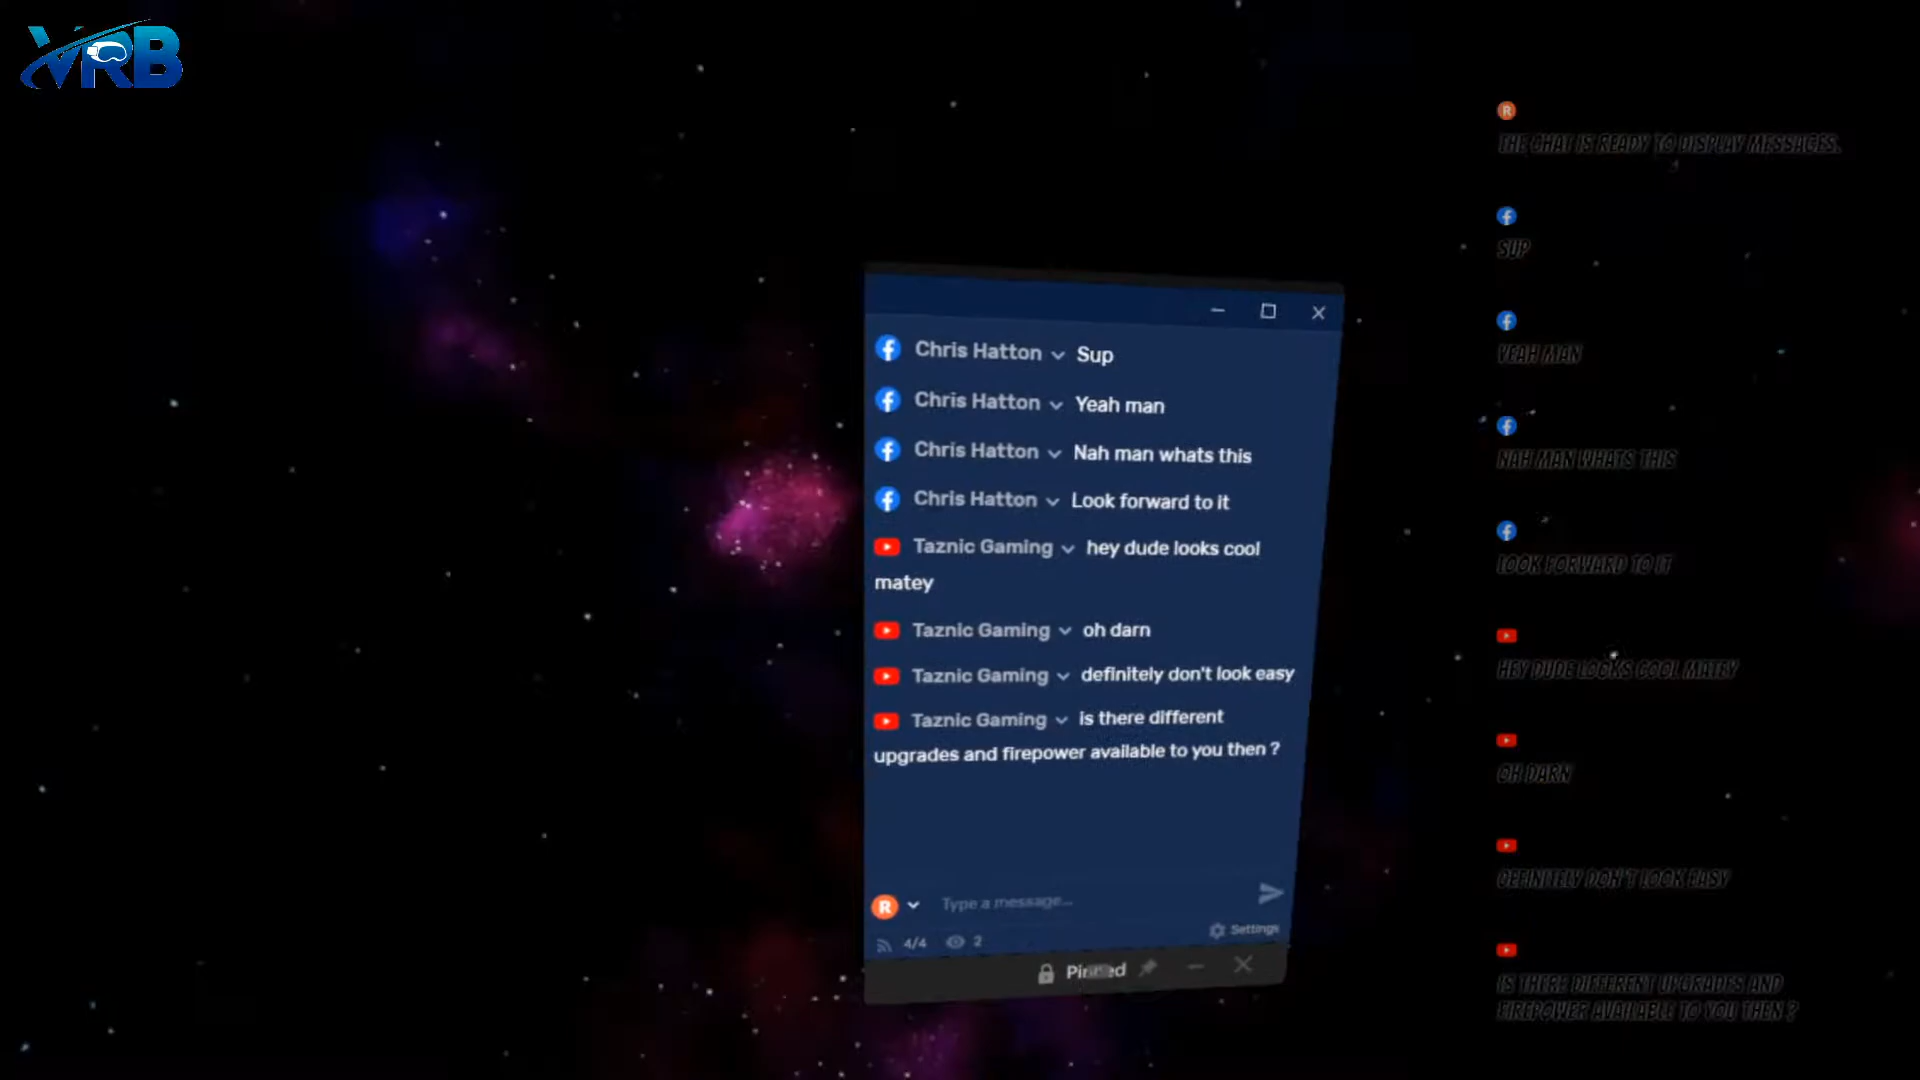 VRB
Chris Hatton Sup
Chris Hatton Yeah man
Chris Hatton Nah man whats this
Chris Hatton Look forward to it
Taznic Gaming hey dude looks cool
matey
Taznic Gaming oh darn
Taznic Gaming definitely don't look easy
Taznic Gaming is there different
upgrades and firepower available to you then ?
R Type a message...
4/4 2 Settings
Pinned
R
THE CHAT IS READY TO DISPLAY MESSAGES.
SUP
YEAH MAN
NAH MAN WHATS THIS
LOOK FORWARD TO IT
HEY DUDE LOOKS COOL MATEY
OH DARN
DEFINITELY DON'T LOOK EASY
IS THERE DIFFERENT UPGRADES AND
FIREPOWER AVAILABLE TO YOU THEN ?